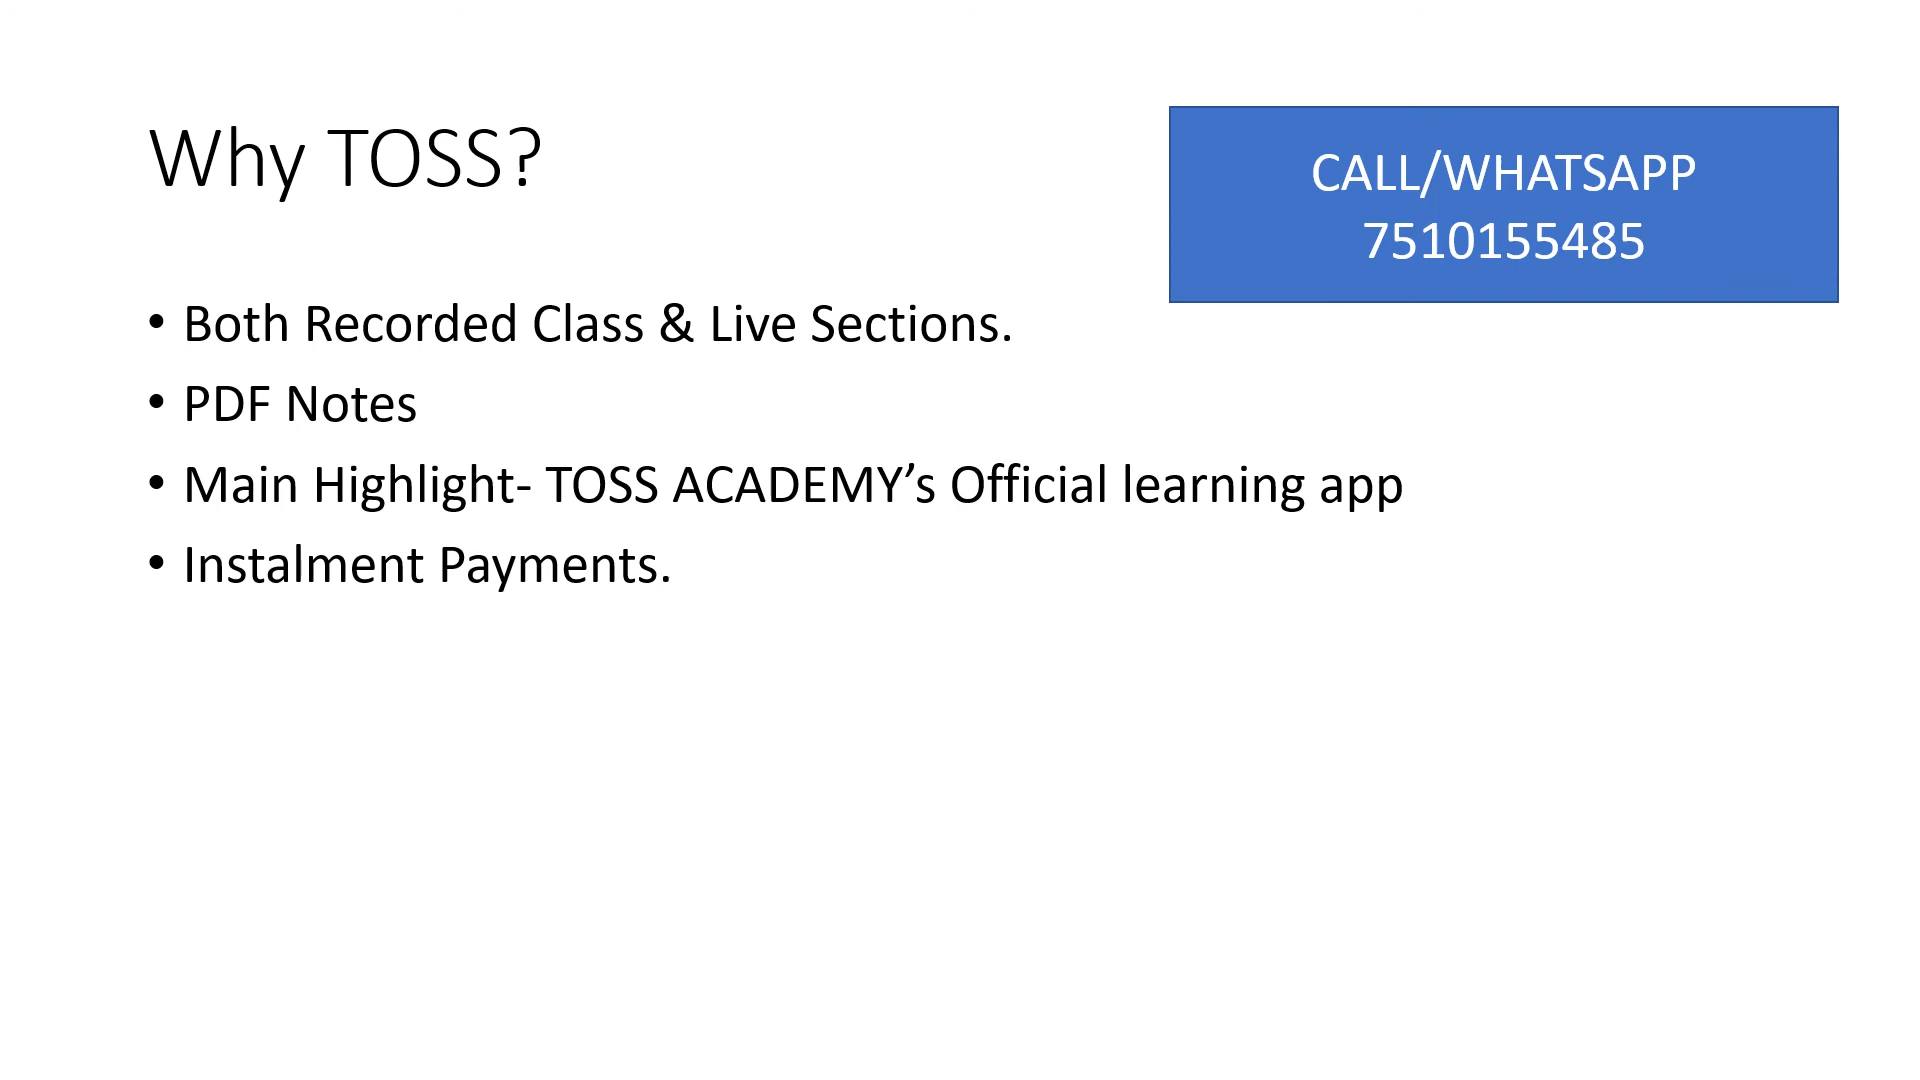 Why TOSS?
CALL/WHATSAPP
7510155485
• Both Recorded Class & Live Sections.
• PDF Notes
• Main Highlight- TOSS ACADEMY’s Official learning app
• Instalment Payments.